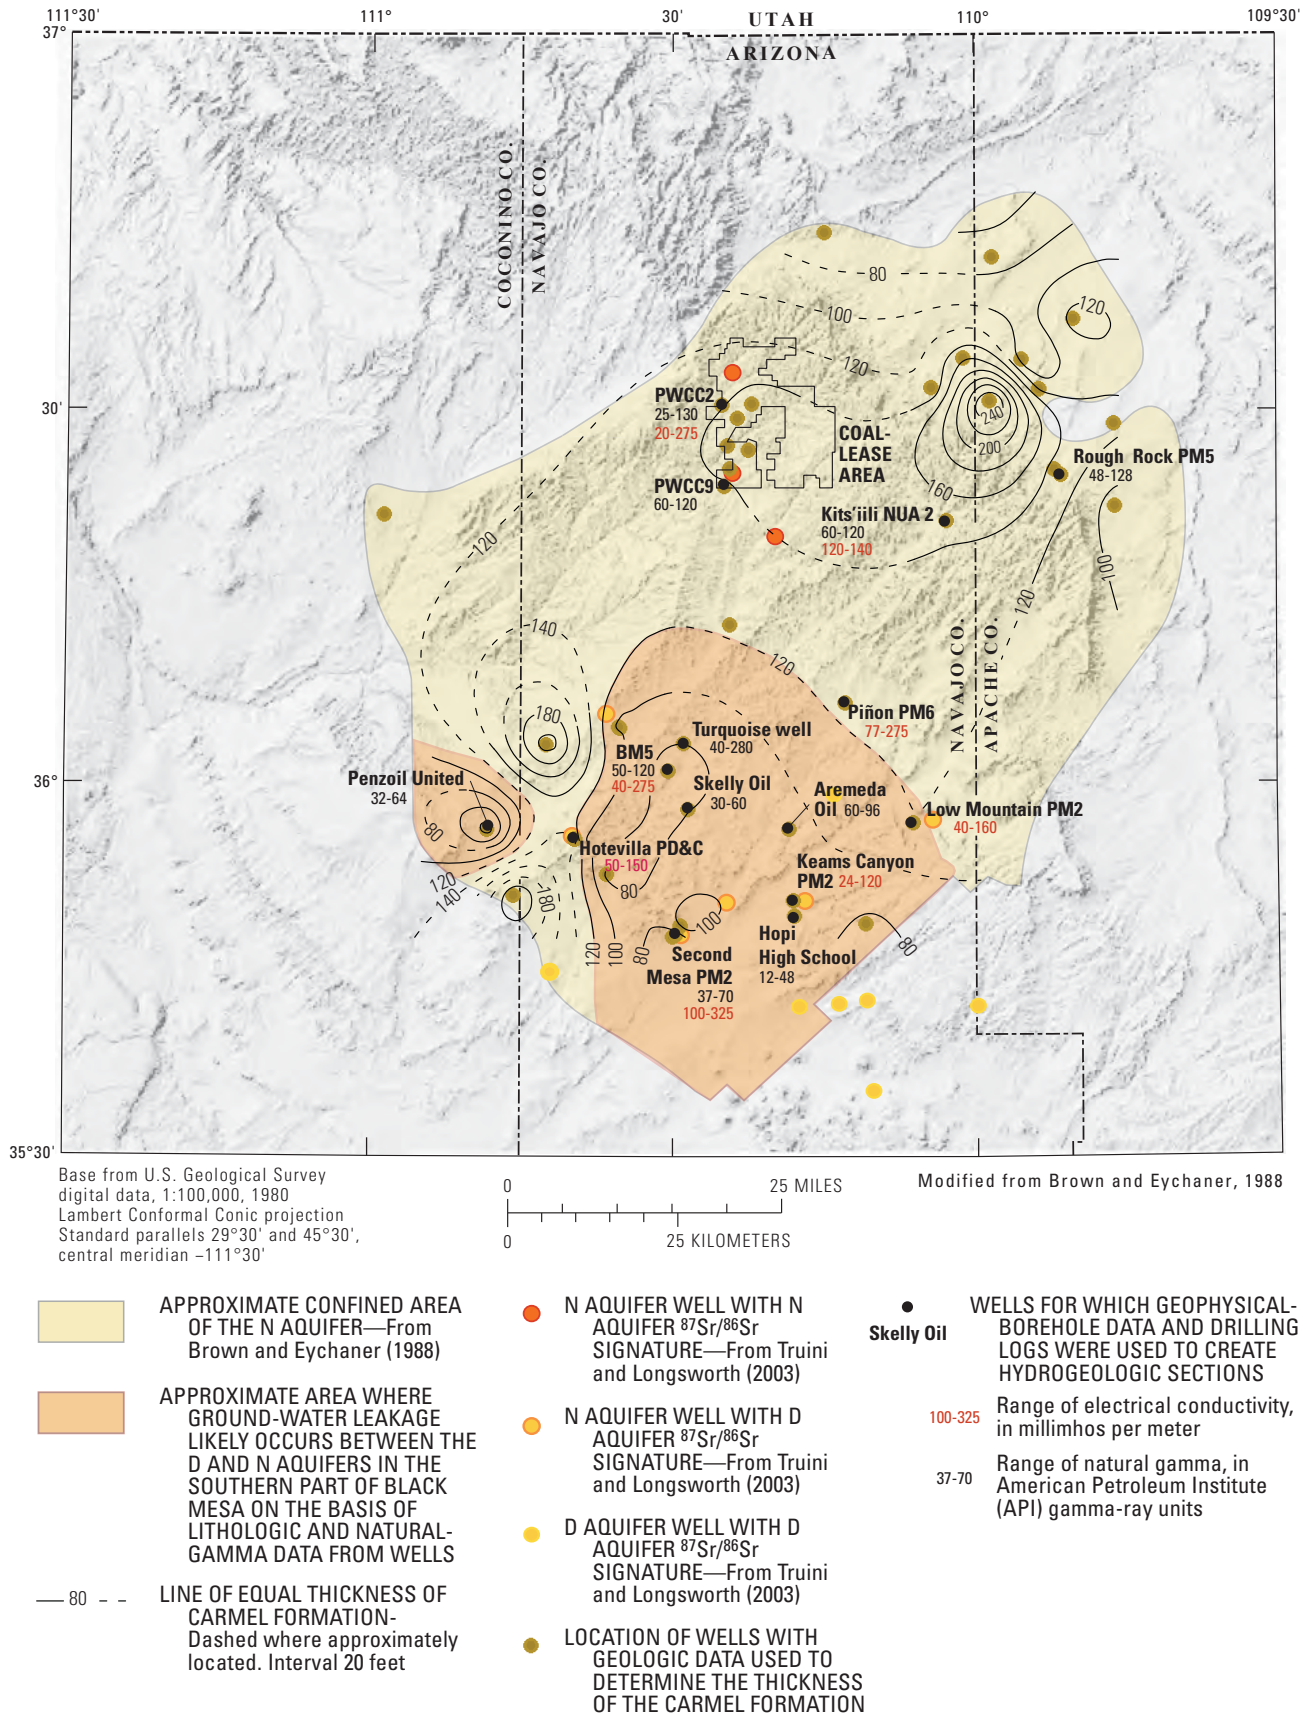 111°30'
111°
30'
110°
109°30'
37°
UTAH
ARIZONA
COCONINO CO.
NAVAJO CO.
80
100
120
120
PWCC2
25-130
20-275
30'
240
200
160
COAL-
LEASE
AREA
Rough Rock PM5
48-128
PWCC9
60-120
Kits'iili NUA 2
60-120
120-140
120
100
120
140
120
NAVAJO CO.
APACHE CO.
180
Piñon PM6
77-275
Turquoise well
40-280
BM5
50-120
40-275
36°
Penzoil United
32-64
Skelly Oil
30-60
Aremeda
Oil 60-96
Low Mountain PM2
40-160
80
Hotevilla PD&C
50-150
Keams Canyon
PM2 24-120
120
140
180
80
100
120
100
80
80
Hopi
High School
12-48
Second
Mesa PM2
37-70
100-325
35°30'
Base from U.S. Geological Survey
digital data, 1:100,000, 1980
Lambert Conformal Conic projection
Standard parallels 29°30' and 45°30',
central meridian –111°30'
0
25 MILES
0
25 KILOMETERS
Modified from Brown and Eychaner, 1988
APPROXIMATE CONFINED AREA
OF THE N AQUIFER—From
Brown and Eychaner (1988)
APPROXIMATE AREA WHERE
GROUND-WATER LEAKAGE
LIKELY OCCURS BETWEEN THE
D AND N AQUIFERS IN THE
SOUTHERN PART OF BLACK
MESA ON THE BASIS OF
LITHOLOGIC AND NATURAL-
GAMMA DATA FROM WELLS
80
LINE OF EQUAL THICKNESS OF
CARMEL FORMATION-
Dashed where approximately
located. Interval 20 feet
N AQUIFER WELL WITH N
AQUIFER ⁸⁷Sr/⁸⁶Sr
SIGNATURE—From Truini
and Longsworth (2003)
N AQUIFER WELL WITH D
AQUIFER ⁸⁷Sr/⁸⁶Sr
SIGNATURE—From Truini
and Longsworth (2003)
D AQUIFER WELL WITH D
AQUIFER ⁸⁷Sr/⁸⁶Sr
SIGNATURE—From Truini
and Longsworth (2003)
LOCATION OF WELLS WITH
GEOLOGIC DATA USED TO
DETERMINE THE THICKNESS
OF THE CARMEL FORMATION
Skelly Oil
WELLS FOR WHICH GEOPHYSICAL-
BOREHOLE DATA AND DRILLING
LOGS WERE USED TO CREATE
HYDROGEOLOGIC SECTIONS
100-325
Range of electrical conductivity,
in millimhos per meter
37-70
Range of natural gamma, in
American Petroleum Institute
(API) gamma-ray units